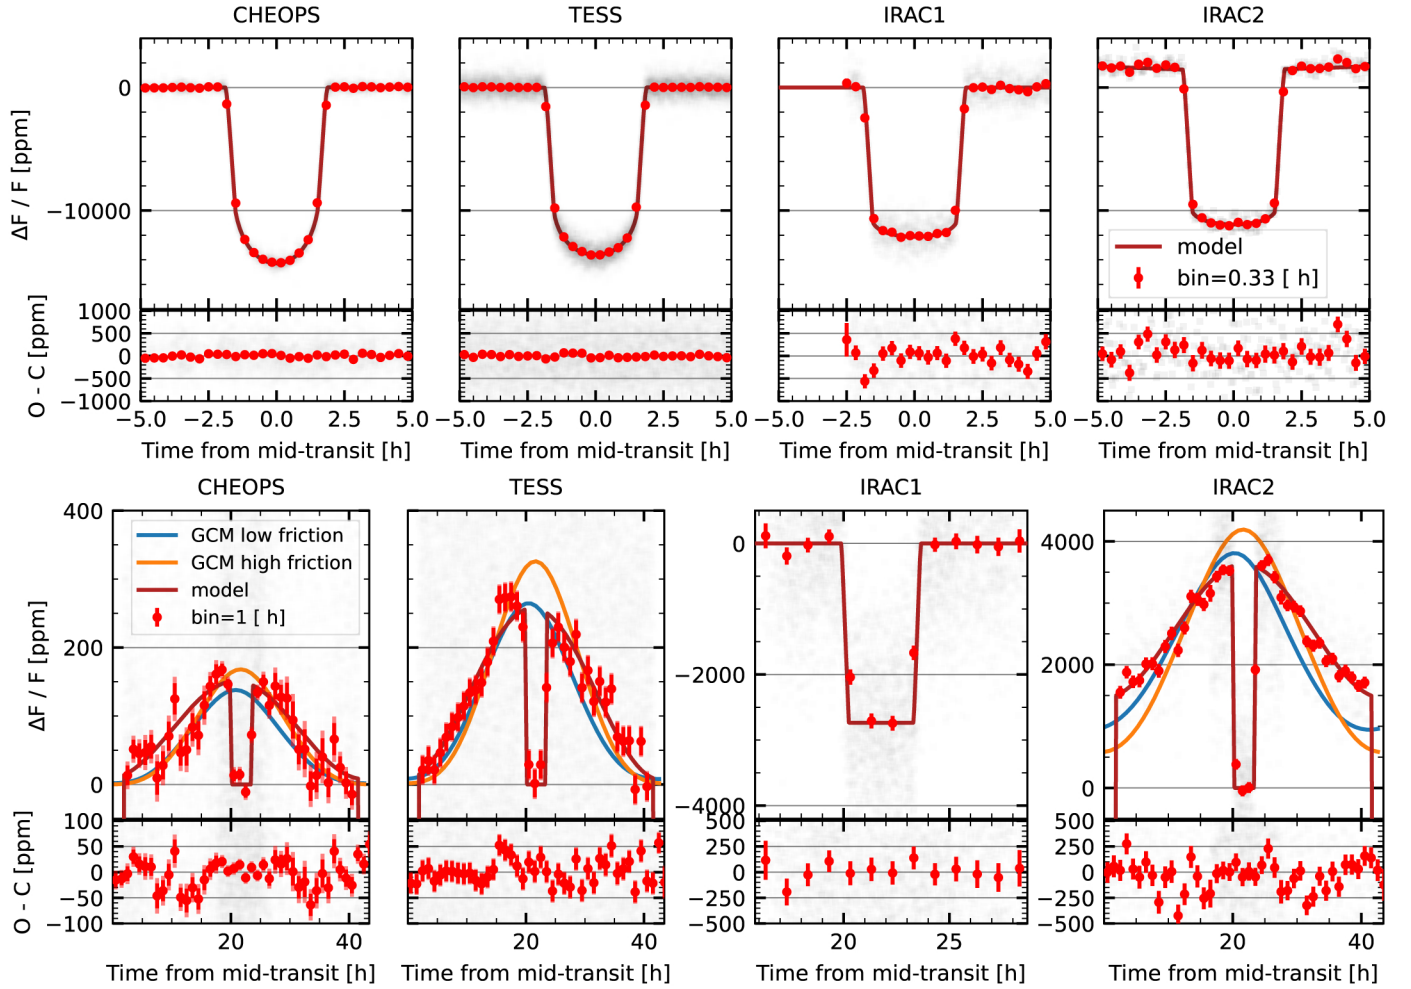 CHEOPS TESS IRAC1 IRAC2
ΔF / F [ppm]
0
−10000
model
bin=0.33 [ h]
O - C [ppm]
1000
500
0
−500
−1000
−5.0 −2.5 0.0 2.5 5.0 −5.0 −2.5 0.0 2.5 5.0 −5.0 −2.5 0.0 2.5 5.0 −5.0 −2.5 0.0 2.5 5.0
Time from mid-transit [h] Time from mid-transit [h] Time from mid-transit [h] Time from mid-transit [h]
CHEOPS TESS IRAC1 IRAC2
ΔF / F [ppm]
400
200
0
GCM low friction
GCM high friction
model
bin=1 [ h]
0
−2000
−4000
4000
2000
0
O - C [ppm]
100
50
0
−50
−100
500
250
0
−250
−500
500
250
0
−250
−500
20 40 20 40 20 25 20 40
Time from mid-transit [h] Time from mid-transit [h] Time from mid-transit [h] Time from mid-transit [h]